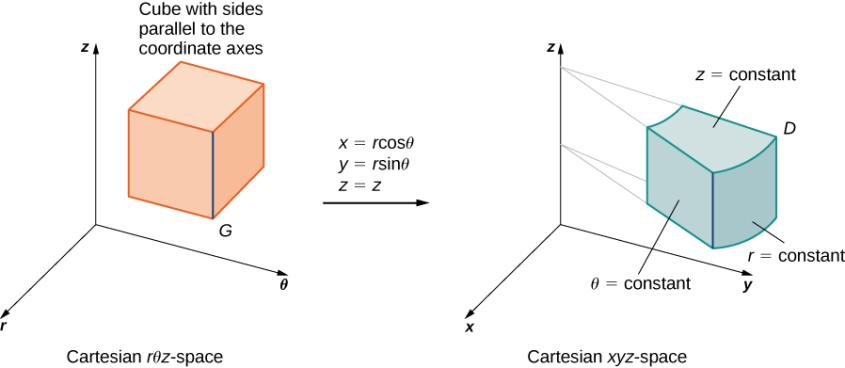 Cube with sides
parallel to the
coordinate axes
z
G
θ
r
Cartesian rθz-space
x = rcosθ
y = rsinθ
z = z
z
z = constant
D
r = constant
θ = constant
y
x
Cartesian xyz-space